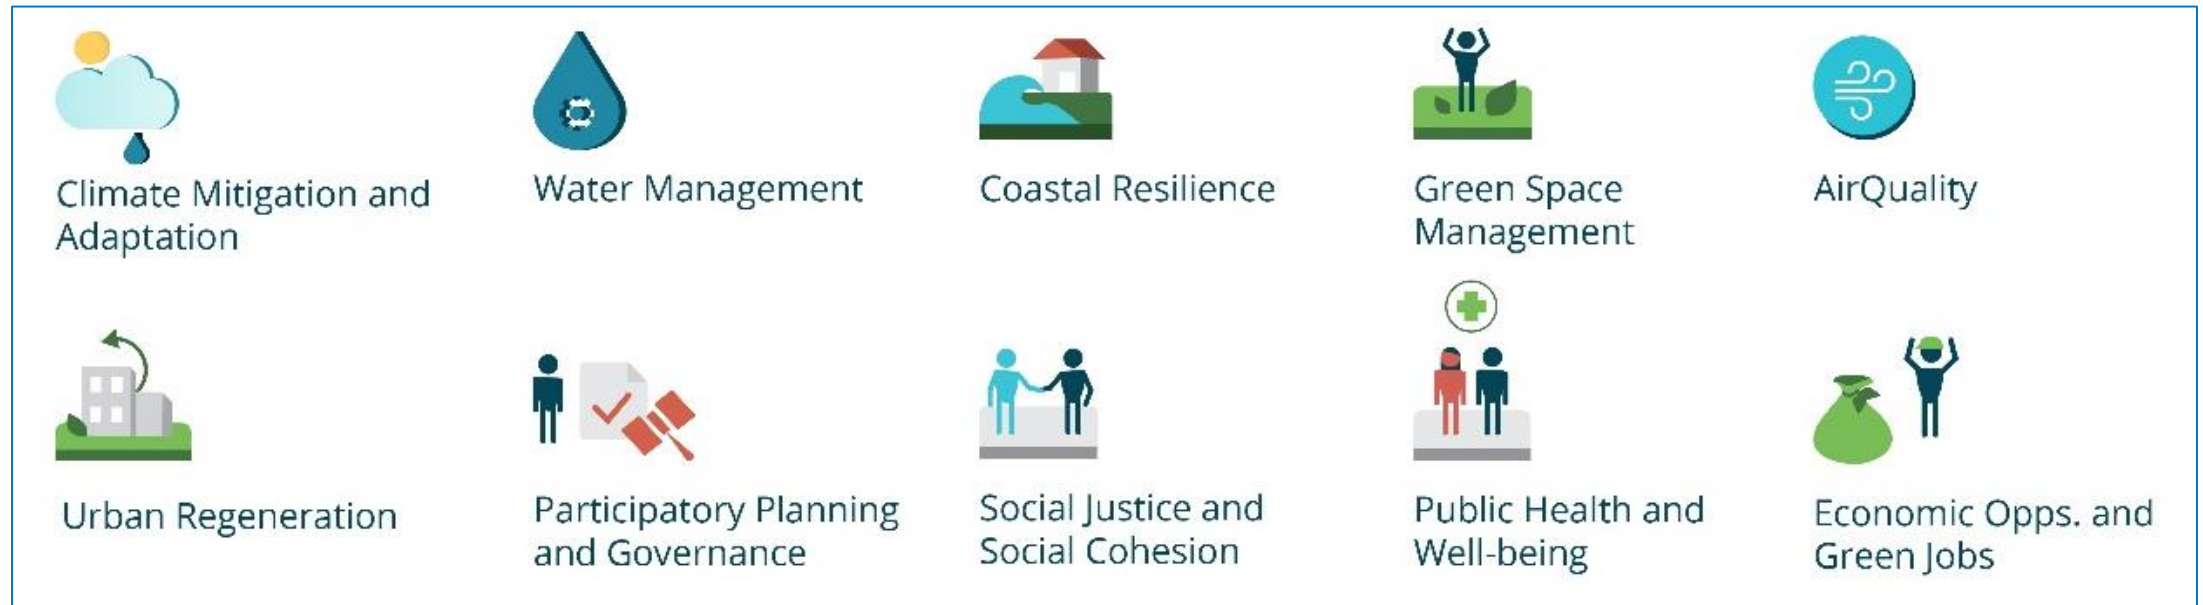 Climate Mitigation and
Adaptation
Water Management
Coastal Resilience
Green Space
Management
AirQuality
Urban Regeneration
Participatory Planning
and Governance
Social Justice and
Social Cohesion
Public Health and
Well-being
Economic Opps. and
Green Jobs